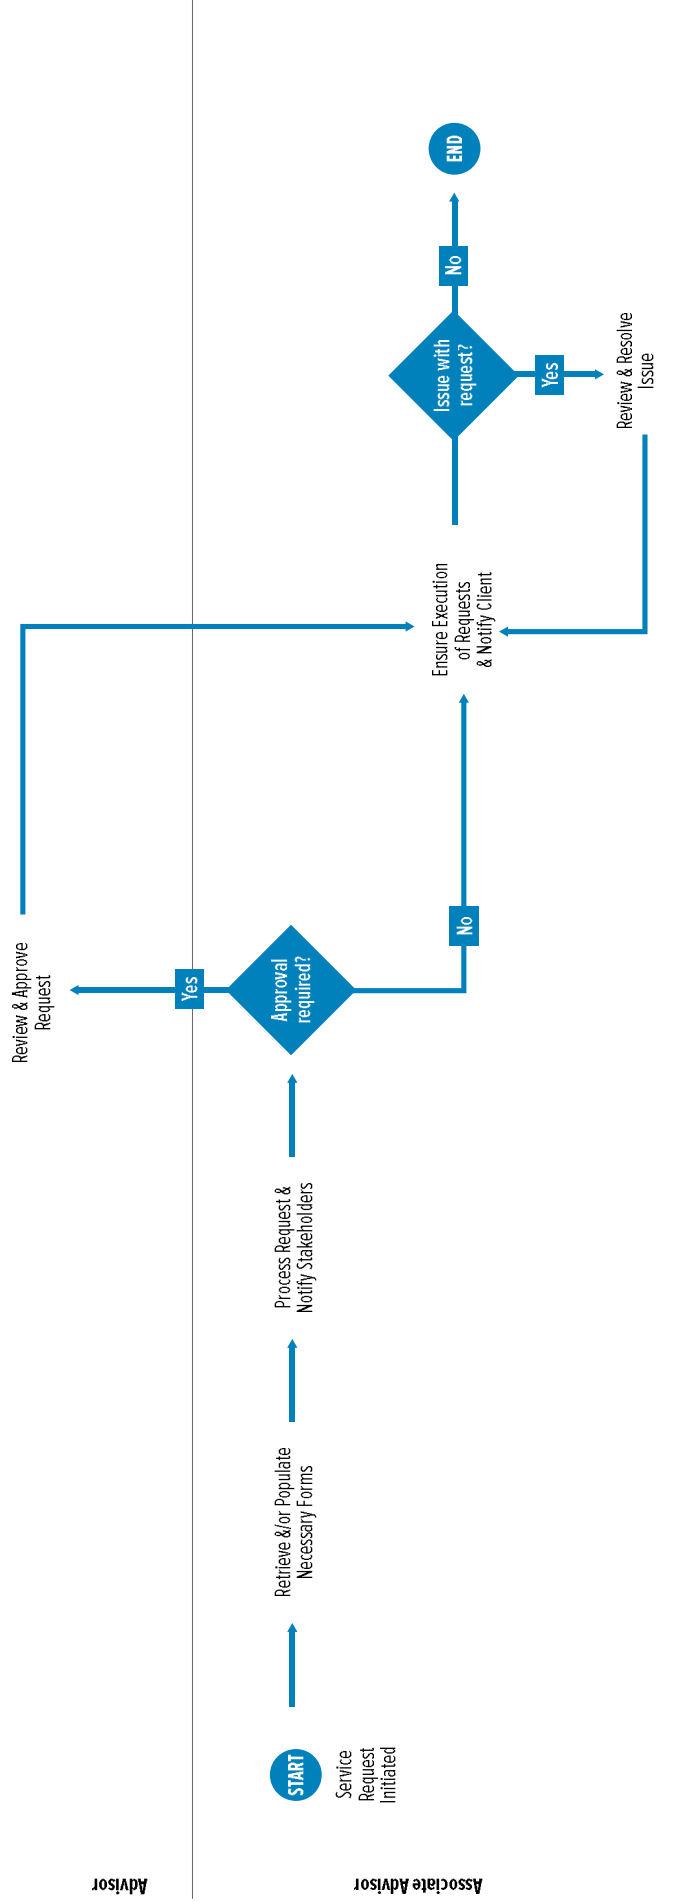 Advisor
Associate Advisor
START
Service
Request
Initiated
Retrieve &/or Populate
Necessary Forms
Process Request &
Notify Stakeholders
Approval
required?
Yes
Review & Approve
Request
No
Ensure Execution
of Requests
& Notify Client
Issue with
request?
Yes
Review & Resolve
Issue
No
END